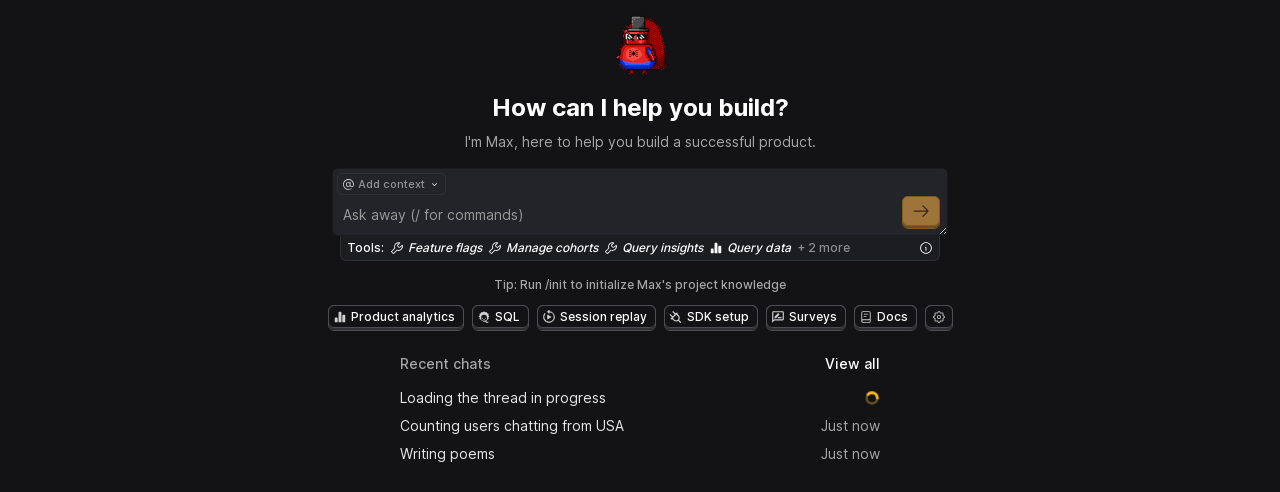 How can I help you build?
I'm Max, here to help you build a successful product.
@ Add context
Ask away (/ for commands)
Tools: Feature flags Manage cohorts Query insights Query data + 2 more
Tip: Run /init to initialize Max's project knowledge
Product analytics SQL Session replay SDK setup Surveys Docs
Recent chats View all
Loading the thread in progress
Counting users chatting from USA Just now
Writing poems Just now